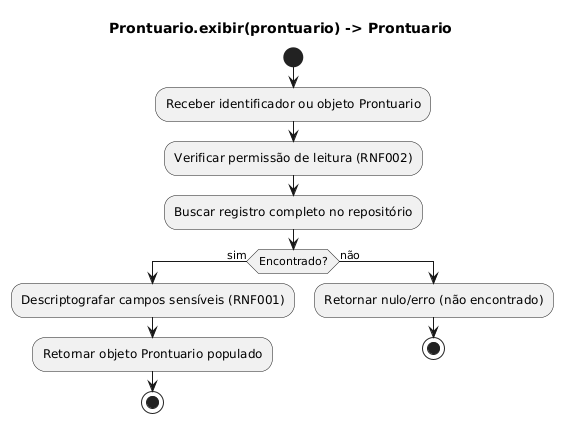 Prontuario.exibir(prontuario) -> Prontuario
Receber identificador ou objeto Prontuario
Verificar permissão de leitura (RNF002)
Buscar registro completo no repositório
Encontrado?
sim
não
Descriptografar campos sensíveis (RNF001)
Retornar nulo/erro (não encontrado)
Retornar objeto Prontuario populado